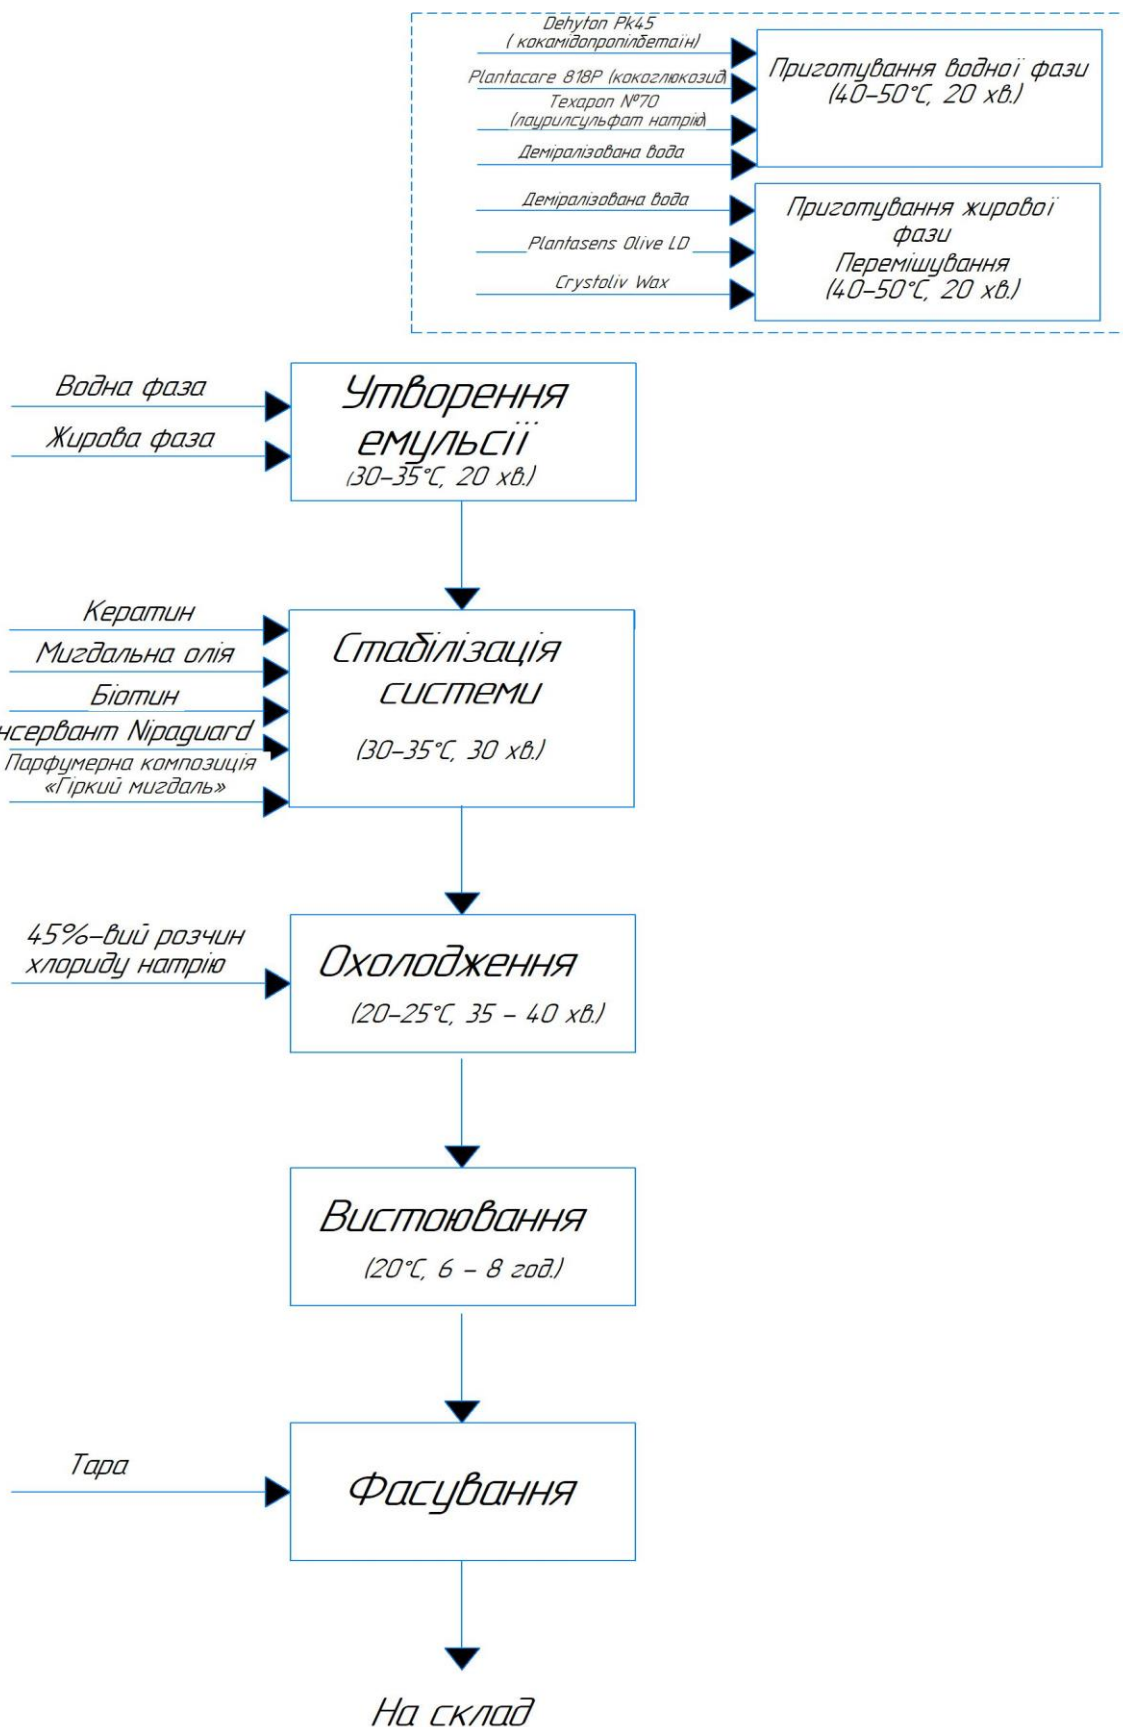 Dehyton Pk45
( кокамідопропілбетаїн)
Plantacare 818P (кокоглюкозид)
Texapon №70
(лаурилсульфат натрію)
Деміралізована вода
Приготування водної фази
(40–50°C, 20 хв.)
Деміралізована вода
Plantasens Olive LD
Crystoliv Wax
Приготування жирової
фази
Перемішування
(40–50°C, 20 хв.)
Водна фаза
Жирова фаза
Утворення
емульсії
(30–35°C, 20 хв.)
Кератин
Мигдальна олія
Біотин
нсервант Nipaguard
Парфумерна композиція
«Гіркий мигдаль»
Стабілізація
системи
(30–35°C, 30 хв.)
45%-вий розчин
хлориду натрію
Охолодження
(20–25°C, 35 – 40 хв.)
Вистоювання
(20°C, 6 – 8 год.)
Тара
Фасування
На склад